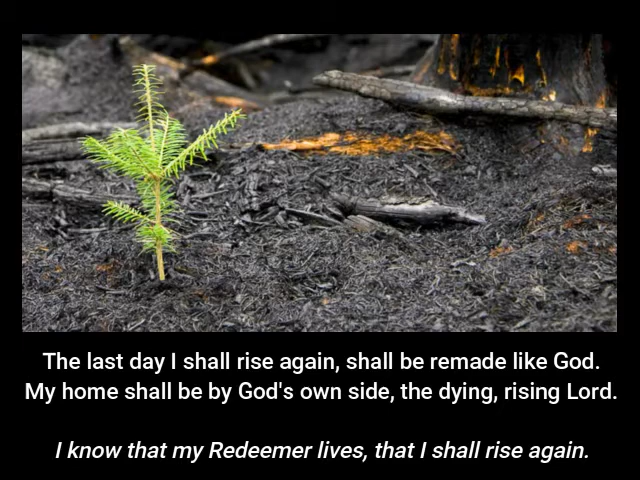 The last day I shall rise again, shall be remade like God.
My home shall be by God's own side, the dying, rising Lord.
I know that my Redeemer lives, that I shall rise again.